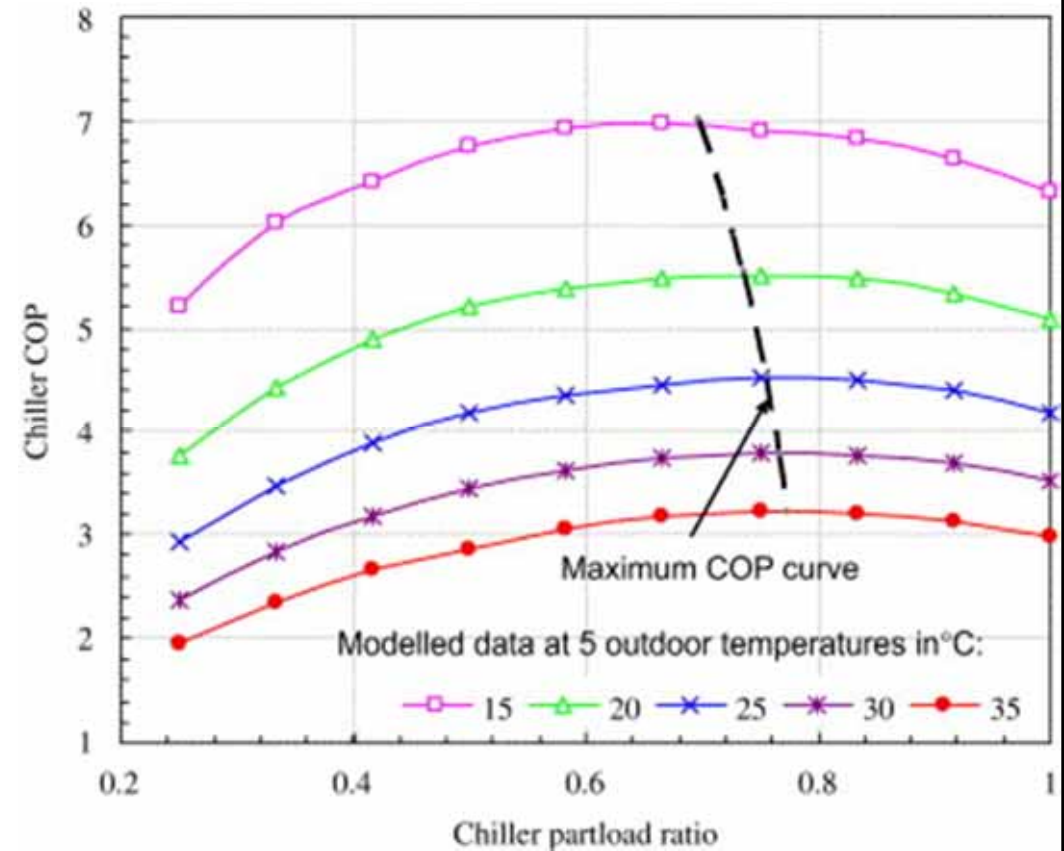 8
7
6
5
4
3
2
1
Chiller COP
Maximum COP curve
Modelled data at 5 outdoor temperatures in°C:
15 20 25 30 35
0.2 0.4 0.6 0.8 1
Chiller partload ratio